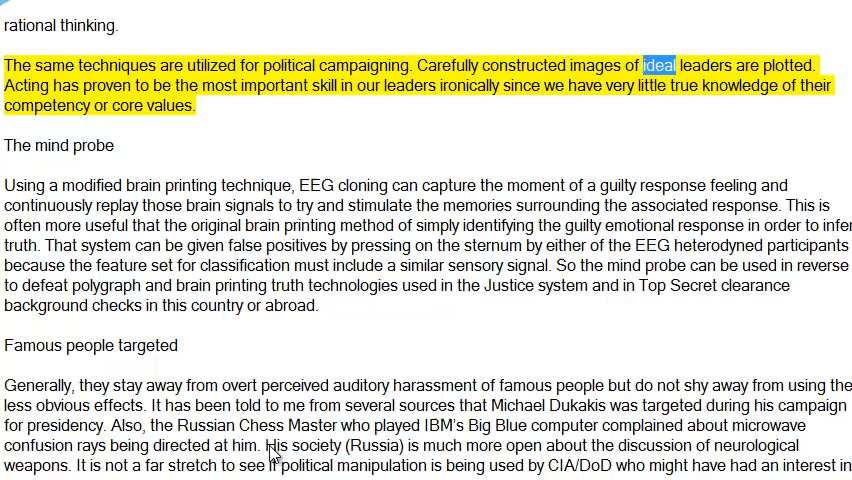 rational thinking.
The same techniques are utilized for political campaigning. Carefully constructed images of ideal leaders are plotted.
Acting has proven to be the most important skill in our leaders ironically since we have very little true knowledge of their
competency or core values.
The mind probe
Using a modified brain printing technique, EEG cloning can capture the moment of a guilty response feeling and
continuously replay those brain signals to try and stimulate the memories surrounding the associated response. This is
often more useful that the original brain printing method of simply identifying the guilty emotional response in order to infer
truth. That system can be given false positives by pressing on the sternum by either of the EEG heterodyned participants
because the feature set for classification must include a similar sensory signal. So the mind probe can be used in reverse
to defeat polygraph and brain printing truth technologies used in the Justice system and in Top Secret clearance
background checks in this country or abroad.
Famous people targeted
Generally, they stay away from overt perceived auditory harassment of famous people but do not shy away from using the
less obvious effects. It has been told to me from several sources that Michael Dukakis was targeted during his campaign
for presidency. Also, the Russian Chess Master who played IBM's Big Blue computer complained about microwave
confusion rays being directed at him. His society (Russia) is much more open about the discussion of neurological
weapons. It is not a far stretch to see if political manipulation is being used by CIA/DoD who might have had an interest in